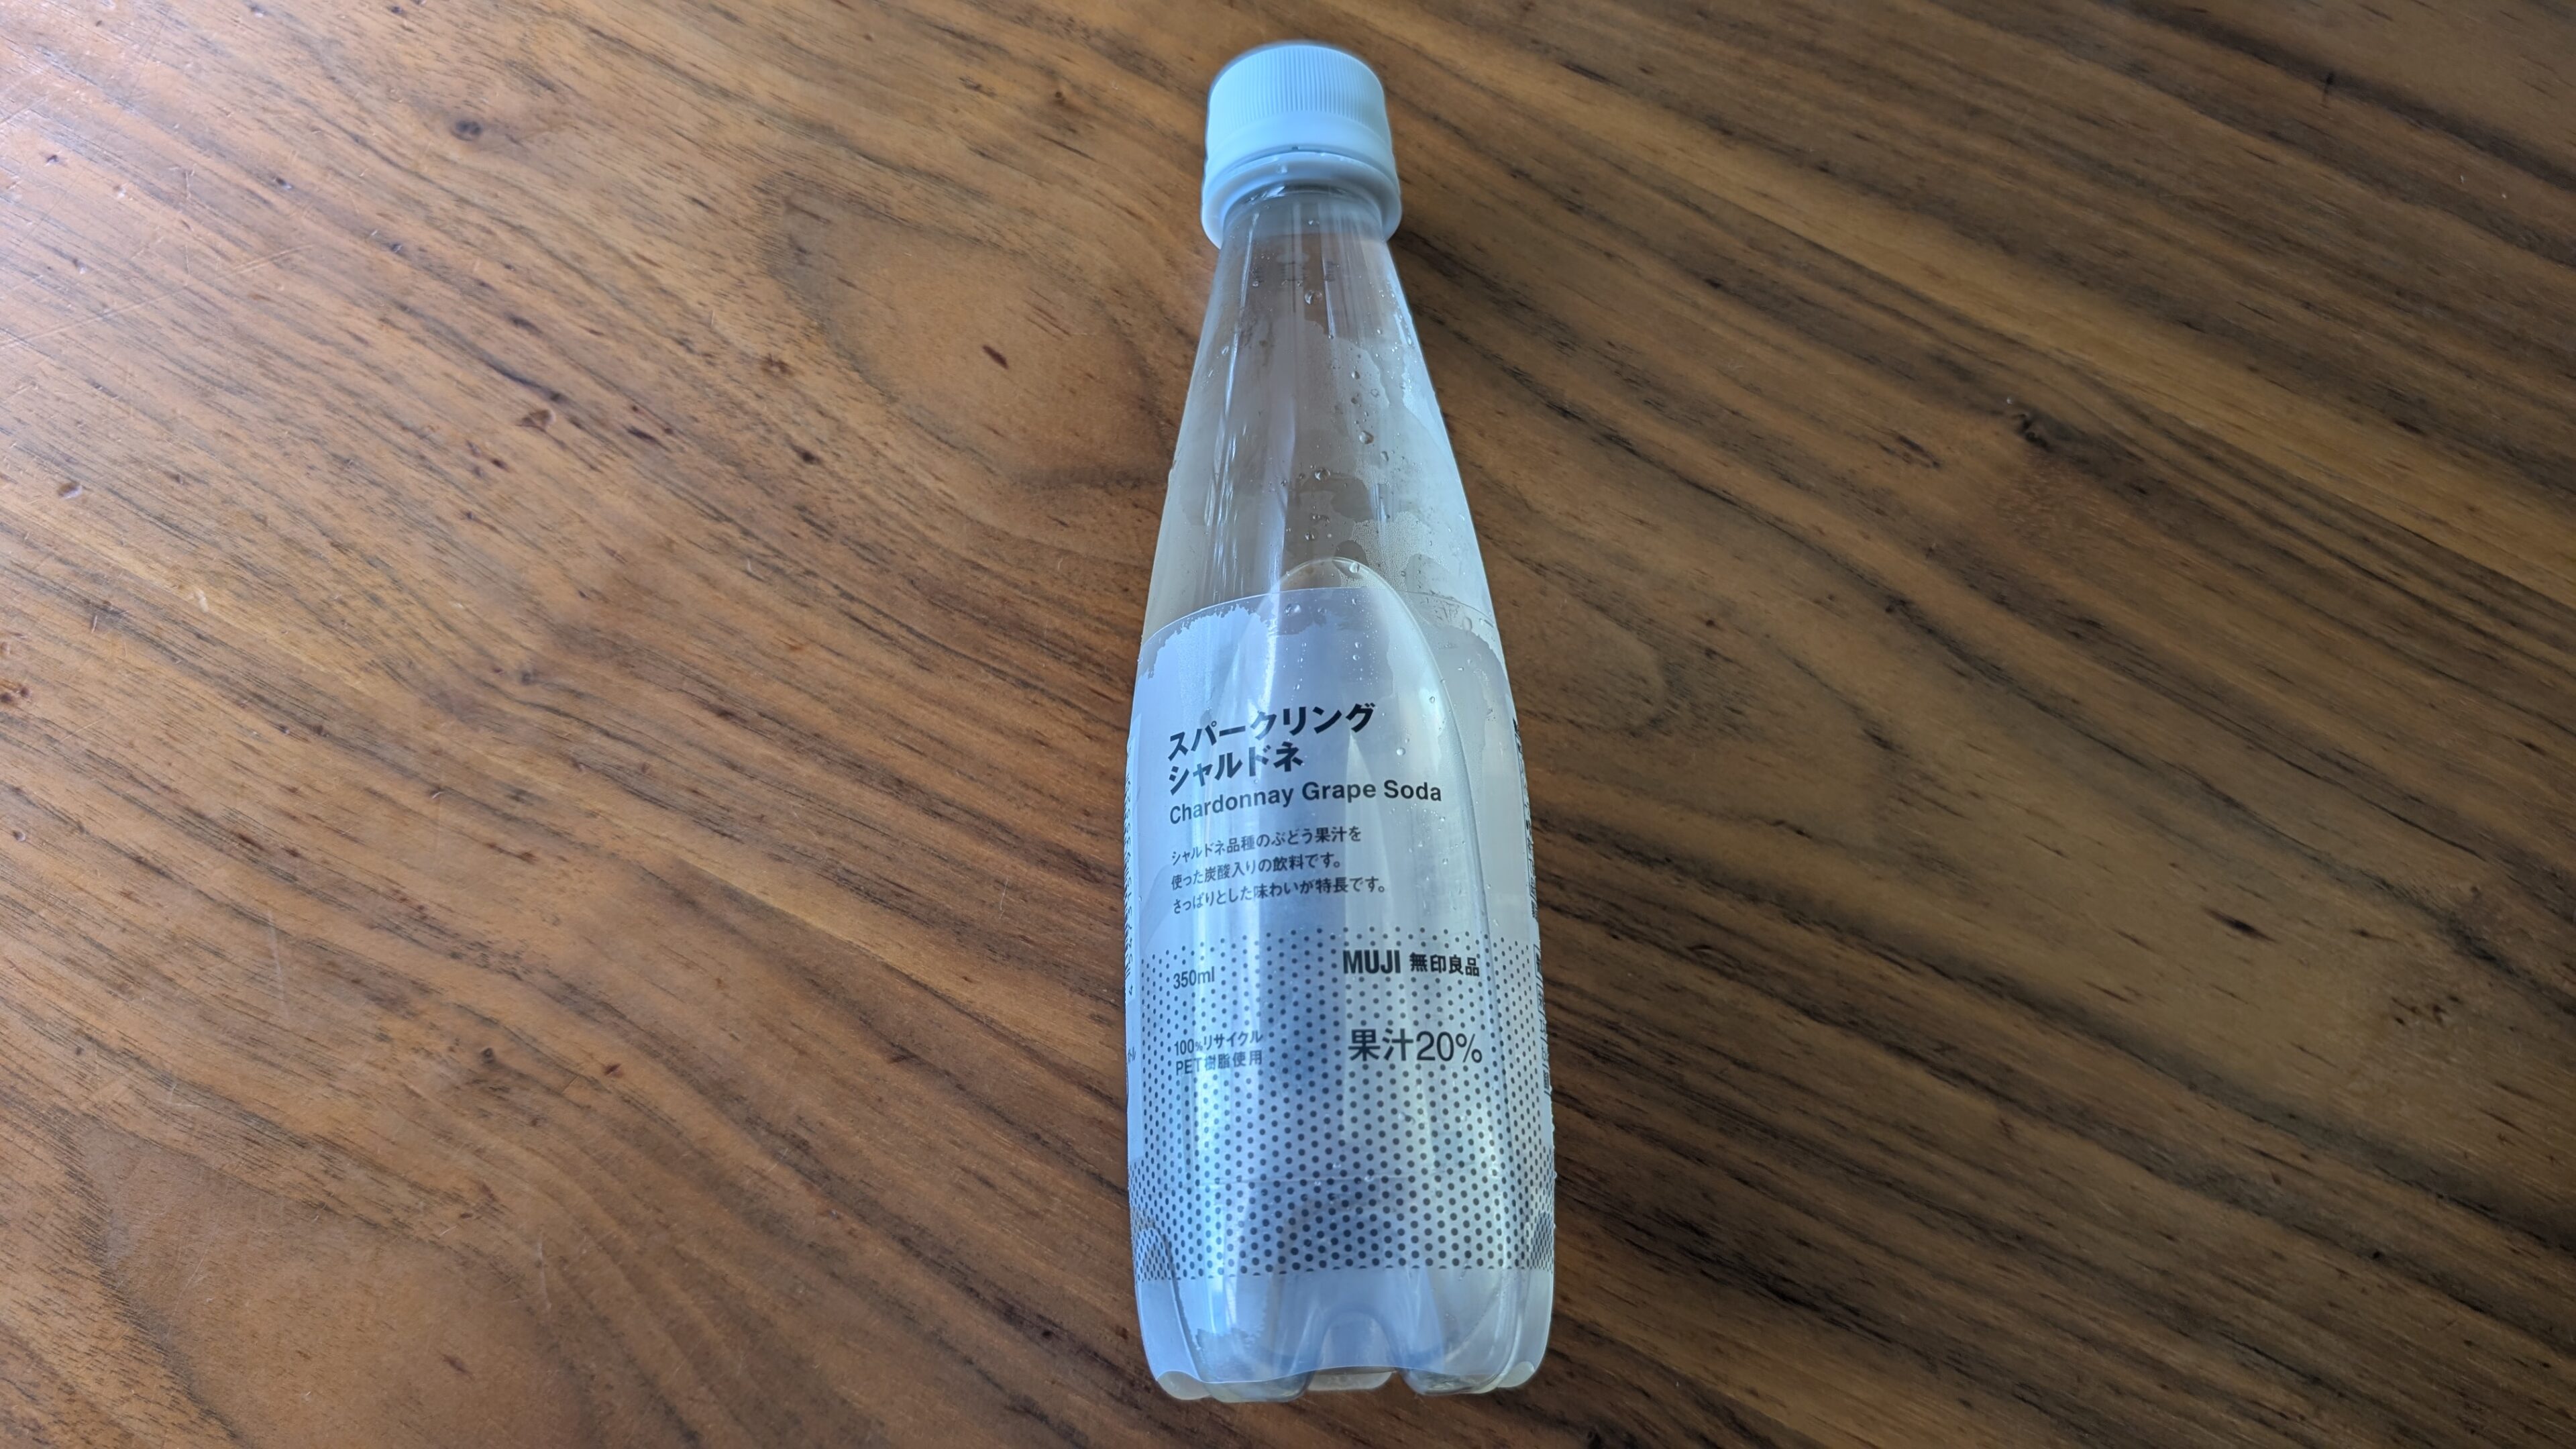 スパークリング
シャルドネ
Chardonnay Grape Soda
シャルドネ品種のぶどう果汁を
使った炭酸入りの飲料です。
さっぱりとした味わいが特長です。
350ml
MUJI 無印良品
100%リサイクル
PET樹脂使用
果汁20%